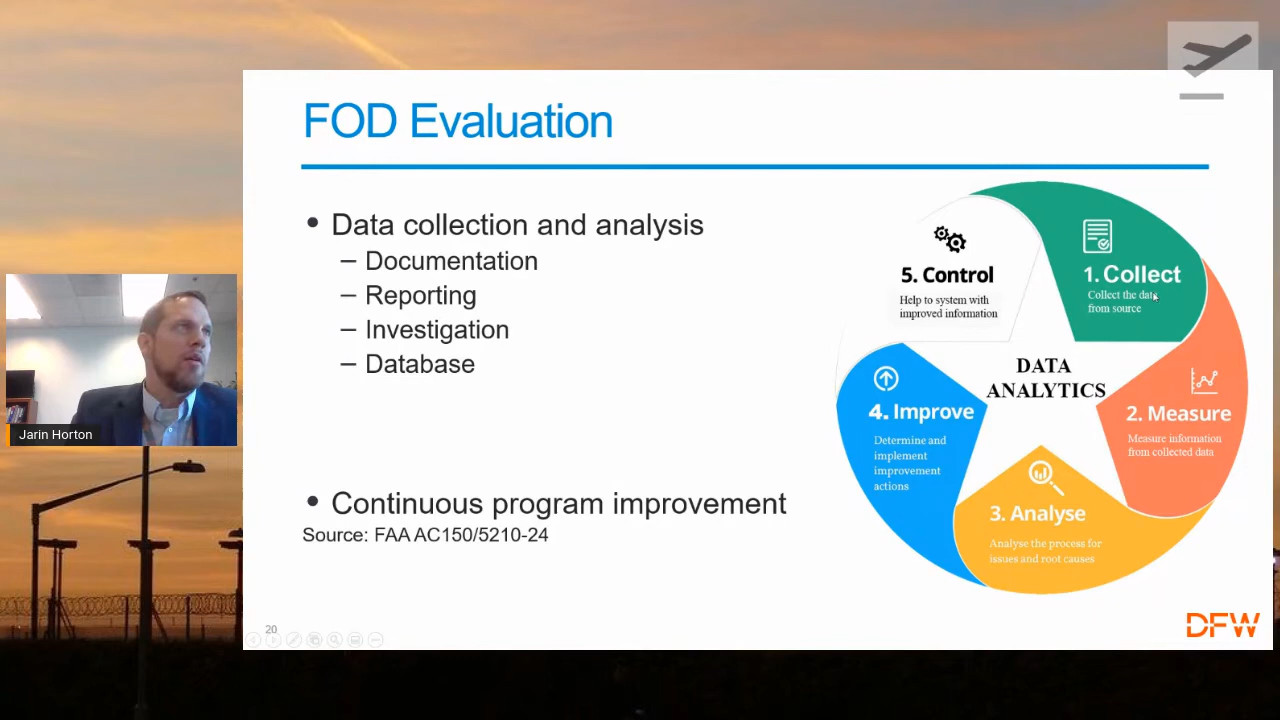 FOD Evaluation
• Data collection and analysis
– Documentation
– Reporting
– Investigation
– Database
• Continuous program improvement
Source: FAA AC150/5210-24
20
DATA
ANALYTICS
1. Collect
Collect the data
from source
2. Measure
Measure information
from collected data
3. Analyse
Analyse the process for
issues and root causes
4. Improve
Determine and
implement
improvement
actions
5. Control
Help to system with
improved information
DFW
Jarin Horton